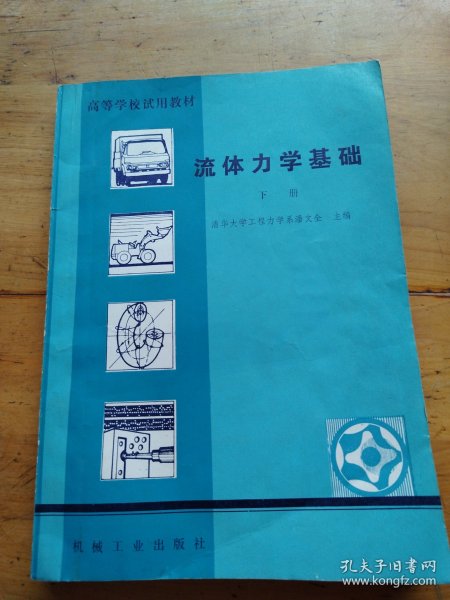 高等学校试用教材
流体力学基础
下 册
清华大学工程力学系潘文全 主编
机械工业出版社
孔夫子旧书网
www.kongfz.com